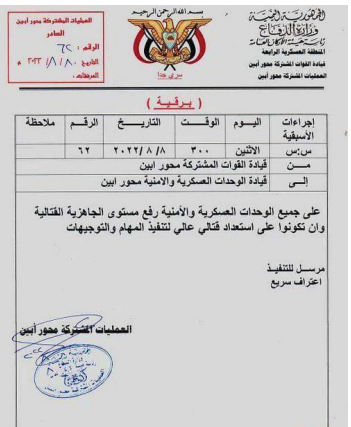 بسم الله الرحمن الرحيم
الجمهورية اليمنية
وزارة الدفاع
رئاسة هيئة الأركان العامة
المنطقة العسكرية الرابعة
قيادة القوات المشتركة محور أبين
العمليات المشتركة محور أبين
العمليات المشتركة محور أبين
الصادر
الرقم :
التاريخ :
المرفقات :
سري جدا
( برقية )
إجراءات الأسبقية اليوم الوقت التاريخ الرقم ملاحظة
س:س الاثنين ٣٠٠ ٢٠٢٢/٨/٨ ٦٢
من قيادة القوات المشتركة محور ابين
إلى قيادة الوحدات العسكرية والامنية محور ابين
على جميع الوحدات العسكرية والأمنية رفع مستوى الجاهزية القتالية
وان تكونوا على استعداد قتالي عالي لتنفيذ المهام والتوجيهات
مرسل للتنفيذ
اعتراف سريع
العمليات المشتركة محور أبين